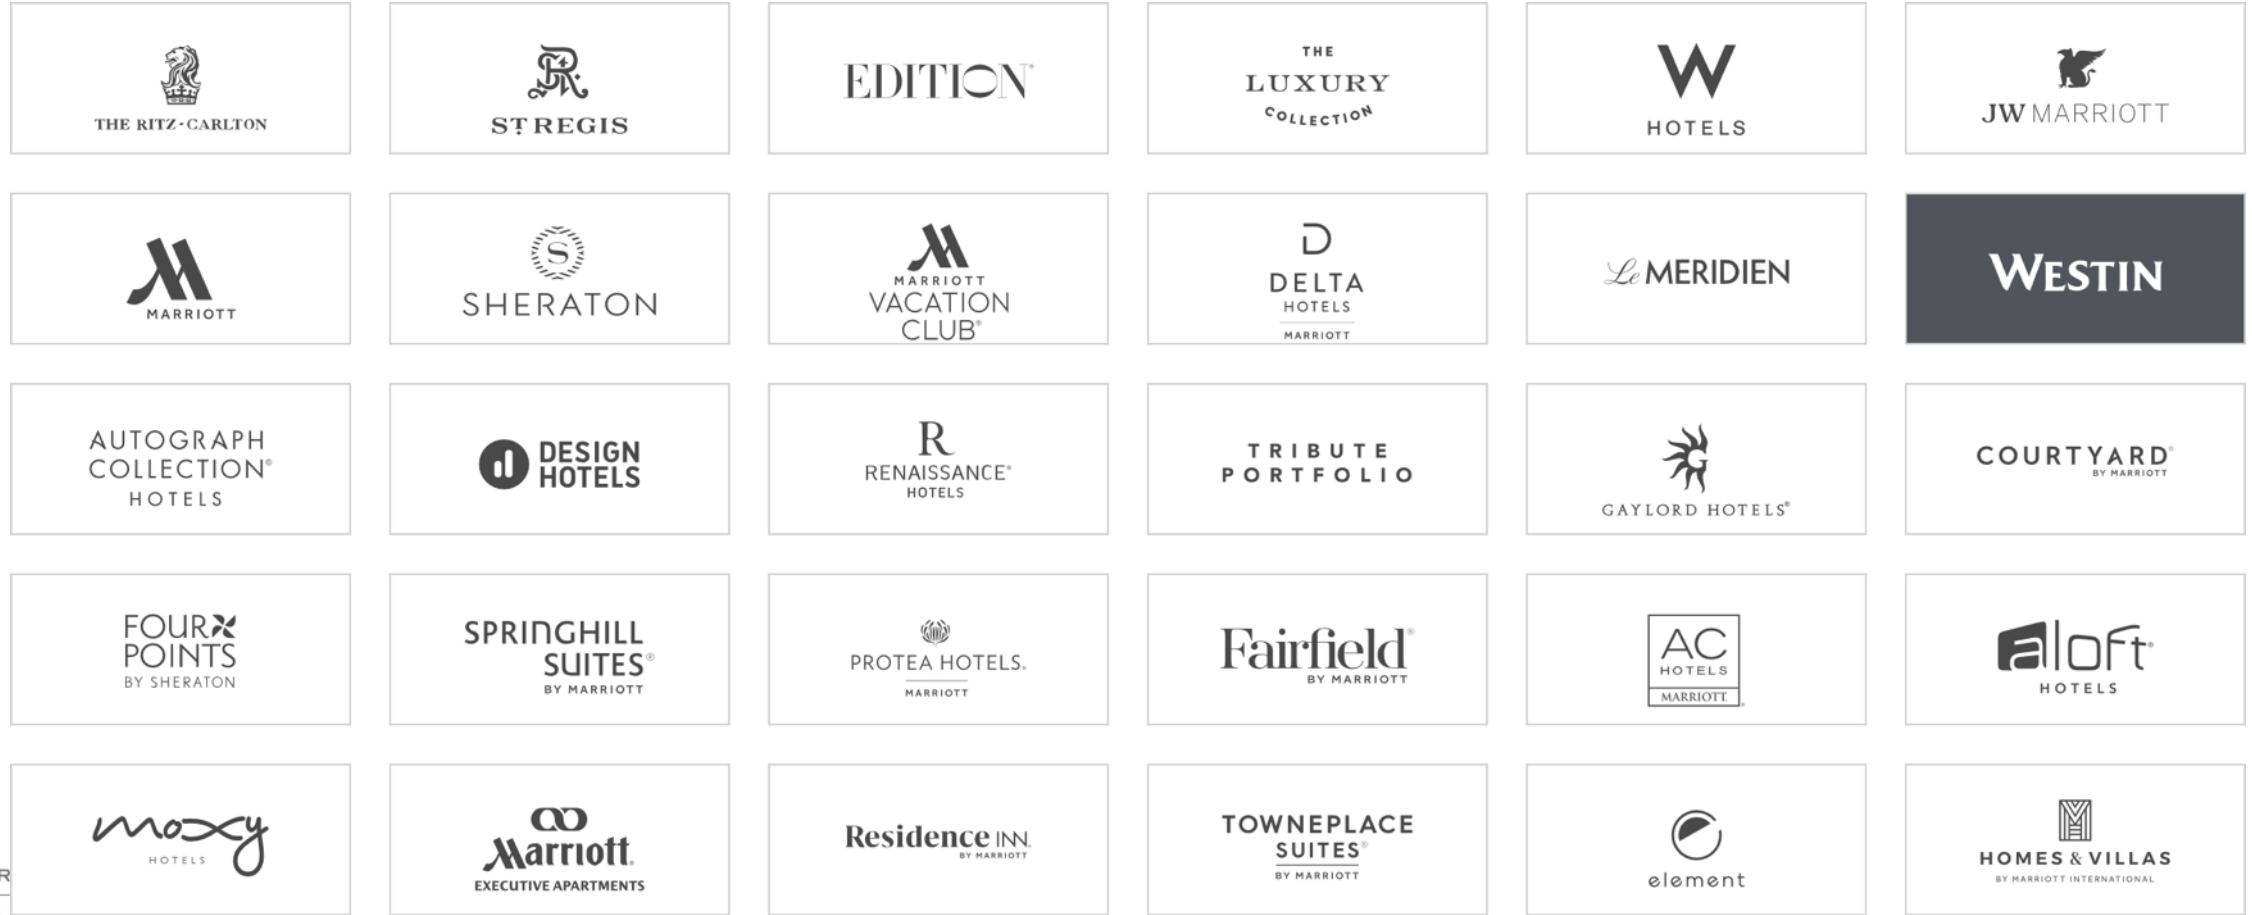 THE RITZ-CARLTON
ST REGIS
EDITION®
THE
LUXURY
COLLECTION
W
HOTELS
JW MARRIOTT
MARRIOTT
S
SHERATON
MARRIOTT
VACATION
CLUB®
D
DELTA
HOTELS
MARRIOTT
Le MERIDIEN
WESTIN
AUTOGRAPH
COLLECTION®
HOTELS
DESIGN
HOTELS
R
RENAISSANCE®
HOTELS
TRIBUTE
PORTFOLIO
G
GAYLORD HOTELS®
COURTYARD®
BY MARRIOTT
FOUR
POINTS
BY SHERATON
SPRINGHILL
SUITES®
BY MARRIOTT
PROTEA HOTELS®
MARRIOTT
Fairfield®
BY MARRIOTT
AC
HOTELS
MARRIOTT®
aloft®
HOTELS
moxy
HOTELS
Marriott®
EXECUTIVE APARTMENTS
Residence INN®
BY MARRIOTT
TOWNEPLACE
SUITES®
BY MARRIOTT
element
HOMES & VILLAS
BY MARRIOTT INTERNATIONAL
R